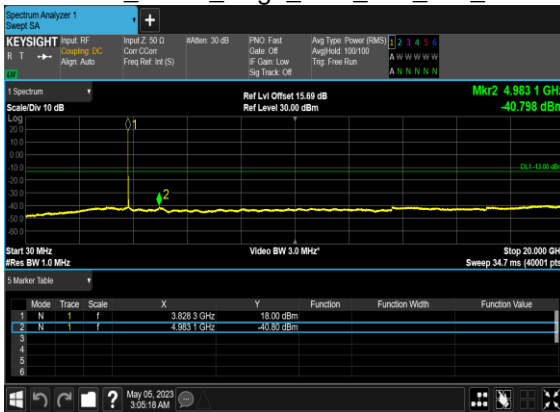 Spectrum Analyzer 1
Swept SA
+
KEYSIGHT Input: RF Input Z: 50 Ω #Atten: 30 dB PNO: Fast Avg Type: Power (RMS) 1 2 3 4 5 6
R T Coupling: DC Corr CCorr Gate: Off Avg|Hold: 100/100 A W W W W W
Align: Auto Freq Ref: Int (S) IF Gain: Low Trig: Free Run
Sig Track: Off A N N N N N
1 Spectrum
Scale/Div 10 dB
Ref Lvl Offset 15.69 dB
Ref Level 30.00 dBm
Mkr2 4.983 1 GHz
-40.798 dBm
Log
20.0
10.0
0.00
-10.0
-20.0
-30.0
-40.0
-50.0
-60.0
1
2
DL1 -13.00 dBm
Start 30 MHz Video BW 3.0 MHz* Stop 20.000 GHz
#Res BW 1.0 MHz Sweep 34.7 ms (40001 pts)
5 Marker Table
Mode Trace Scale X Y Function Function Width Function Value
1 N 1 f 3.828 3 GHz 18.00 dBm
2 N 1 f 4.983 1 GHz -40.80 dBm
3
4
5
6
? May 05, 2023
3:05:18 AM